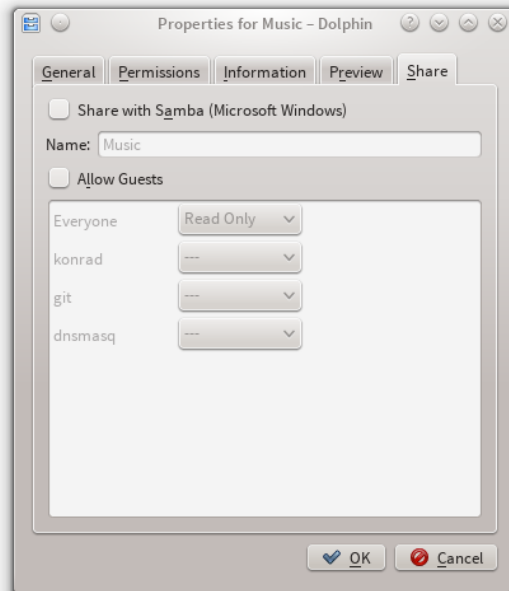 Properties for Music – Dolphin
General Permissions Information Preview Share
Share with Samba (Microsoft Windows)
Name: Music
Allow Guests
Everyone Read Only
konrad ---
git ---
dnsmasq ---
OK Cancel